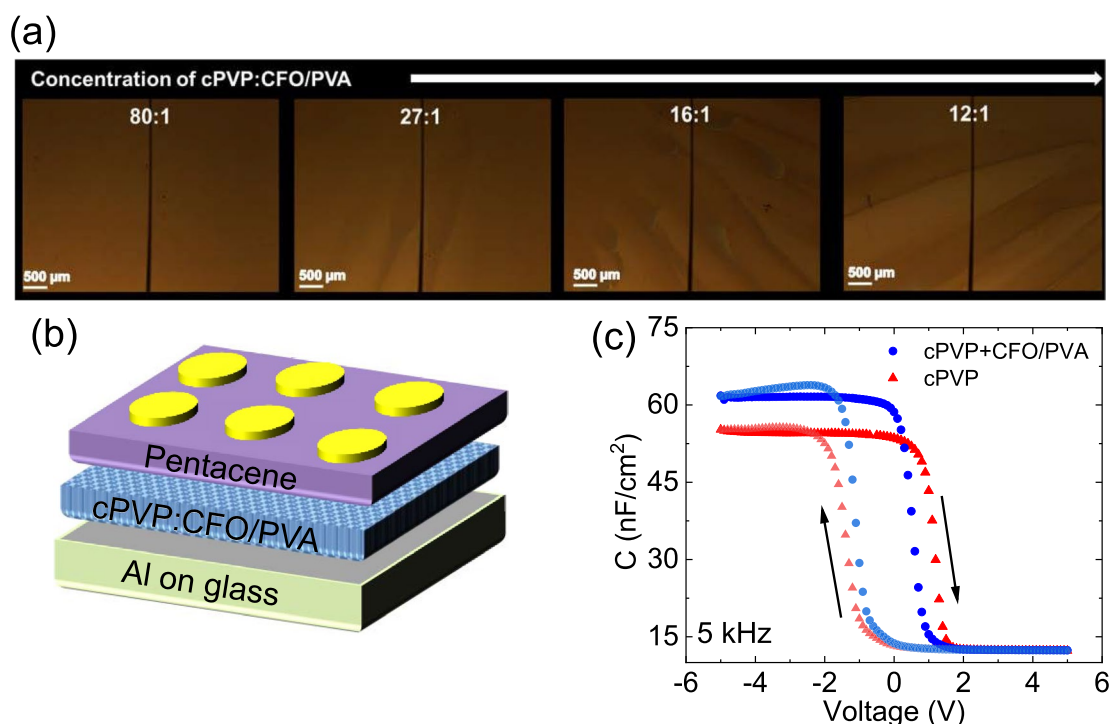 (a)
Concentration of cPVP:CFO/PVA
80:1
27:1
16:1
12:1
500 µm
500 µm
500 µm
500 µm
(b)
Pentacene
cPVP:CFO/PVA
Al on glass
(c)
75
60
45
30
15
C (nF/cm²)
cPVP+CFO/PVA
cPVP
5 kHz
-6
-4
-2
0
2
4
6
Voltage (V)